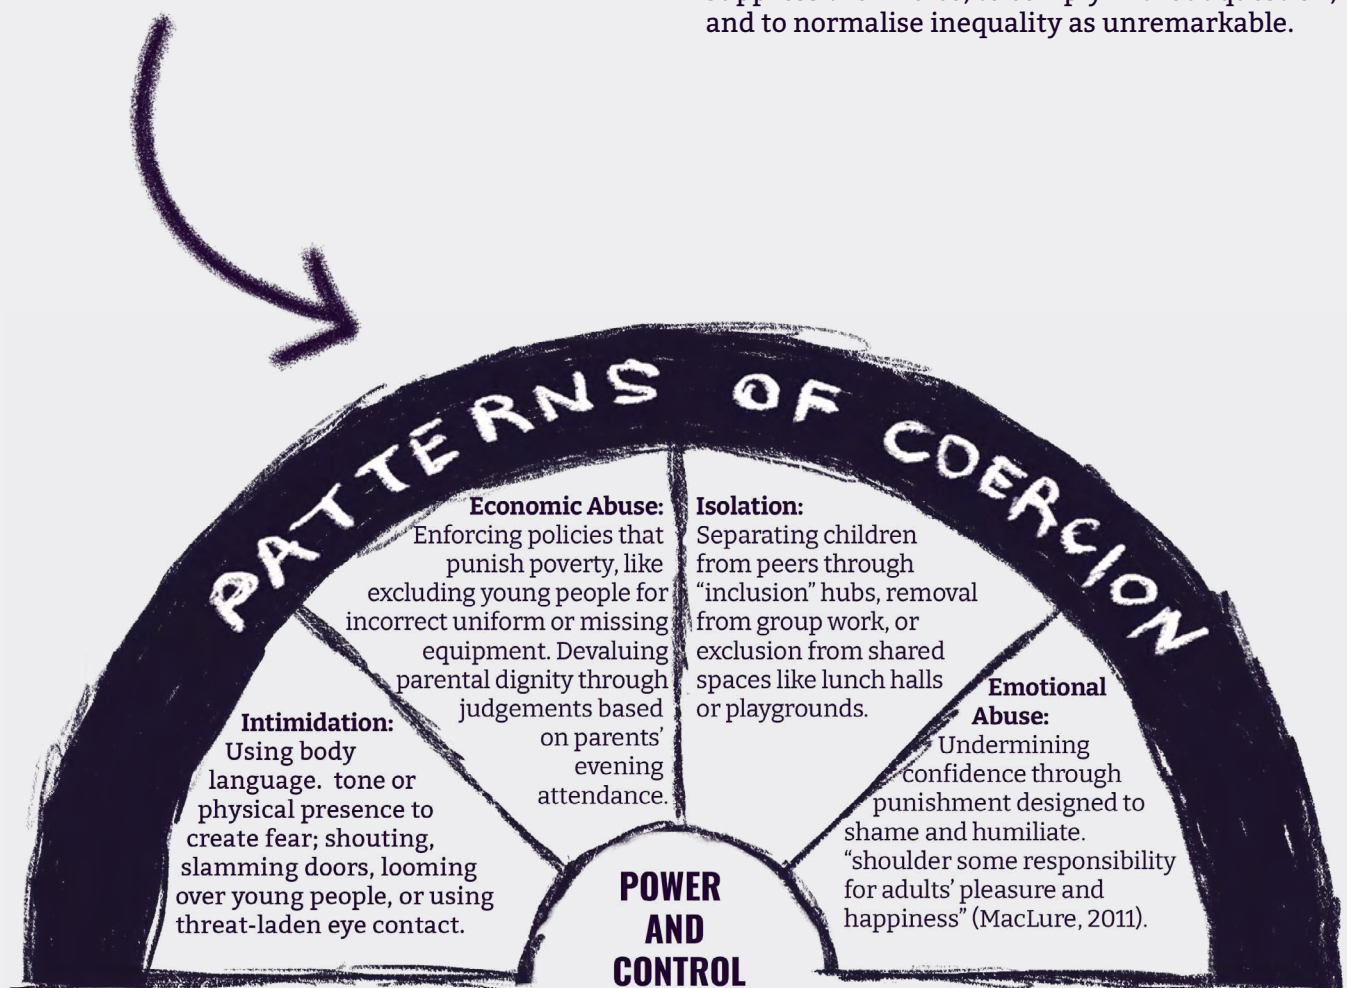 and to normalise inequality as unremarkable.
PATTERNS OF COERCION
Economic Abuse:
Enforcing policies that
punish poverty, like
excluding young people for
incorrect uniform or missing
equipment. Devaluing
parental dignity through
judgements based
on parents’
evening
attendance.
Isolation:
Separating children
from peers through
“inclusion” hubs, removal
from group work, or
exclusion from shared
spaces like lunch halls
or playgrounds.
Intimidation:
Using body
language. tone or
physical presence to
create fear; shouting,
slamming doors, looming
over young people, or using
threat-laden eye contact.
Emotional
Abuse:
Undermining
confidence through
punishment designed to
shame and humiliate.
“shoulder some responsibility
for adults’ pleasure and
happiness” (MacLure, 2011).
POWER
AND
CONTROL